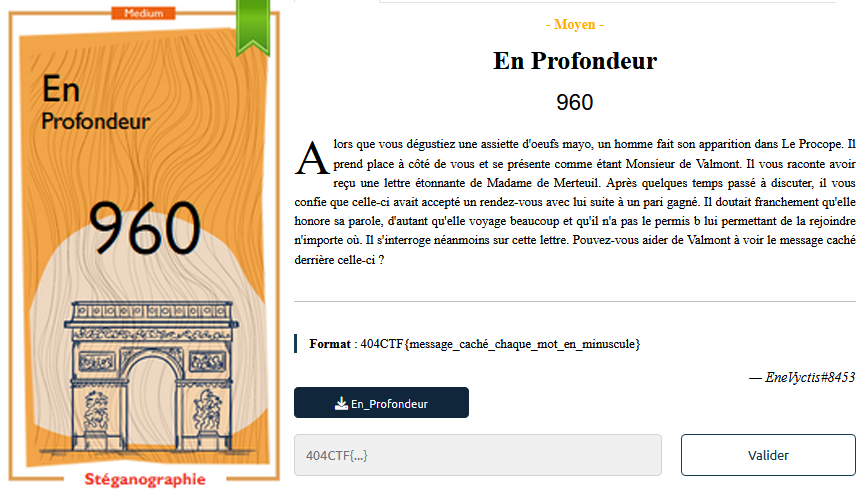 Medium
En
Profondeur
960
Stéganographie
- Moyen -
En Profondeur
960
Alors que vous dégustiez une assiette d'oeufs mayo, un homme fait son apparition dans Le Procope. Il
prend place à côté de vous et se présente comme étant Monsieur de Valmont. Il vous raconte avoir
reçu une lettre étonnante de Madame de Merteuil. Après quelques temps passé à discuter, il vous
confie que celle-ci avait accepté un rendez-vous avec lui suite à un pari gagné. Il doutait franchement qu'elle
honore sa parole, d'autant qu'elle voyage beaucoup et qu'il n'a pas le permis b lui permettant de la rejoindre
n'importe où. Il s'interroge néanmoins sur cette lettre. Pouvez-vous aider de Valmont à voir le message caché
derrière celle-ci ?
Format : 404CTF{message_caché_chaque_mot_en_minuscule}
— EneVyctis#8453
En_Profondeur
404CTF{...}
Valider